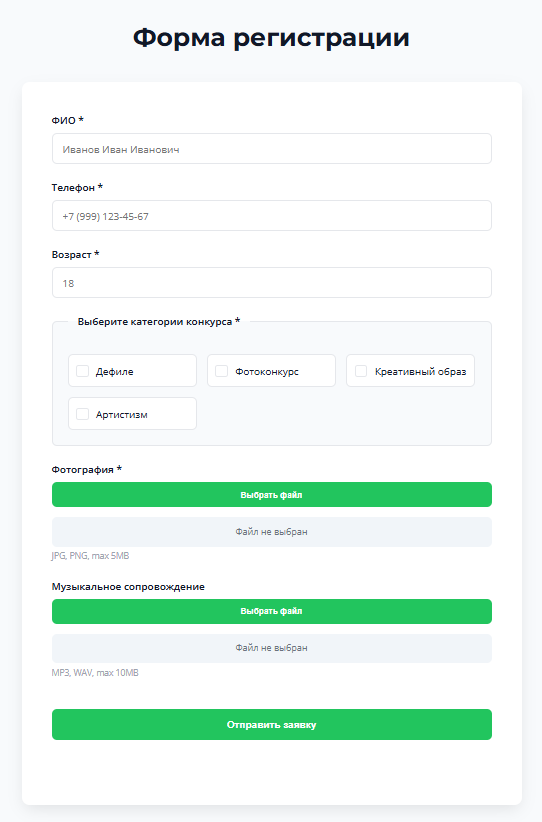 Форма регистрации
ФИО *
Иванов Иван Иванович
Телефон *
+7 (999) 123-45-67
Возраст *
18
Выберите категории конкурса *
Дефиле
Фотоконкурс
Креативный образ
Артистизм
Фотография *
Выбрать файл
Файл не выбран
JPG, PNG, max 5MB
Музыкальное сопровождение
Выбрать файл
Файл не выбран
MP3, WAV, max 10MB
Отправить заявку